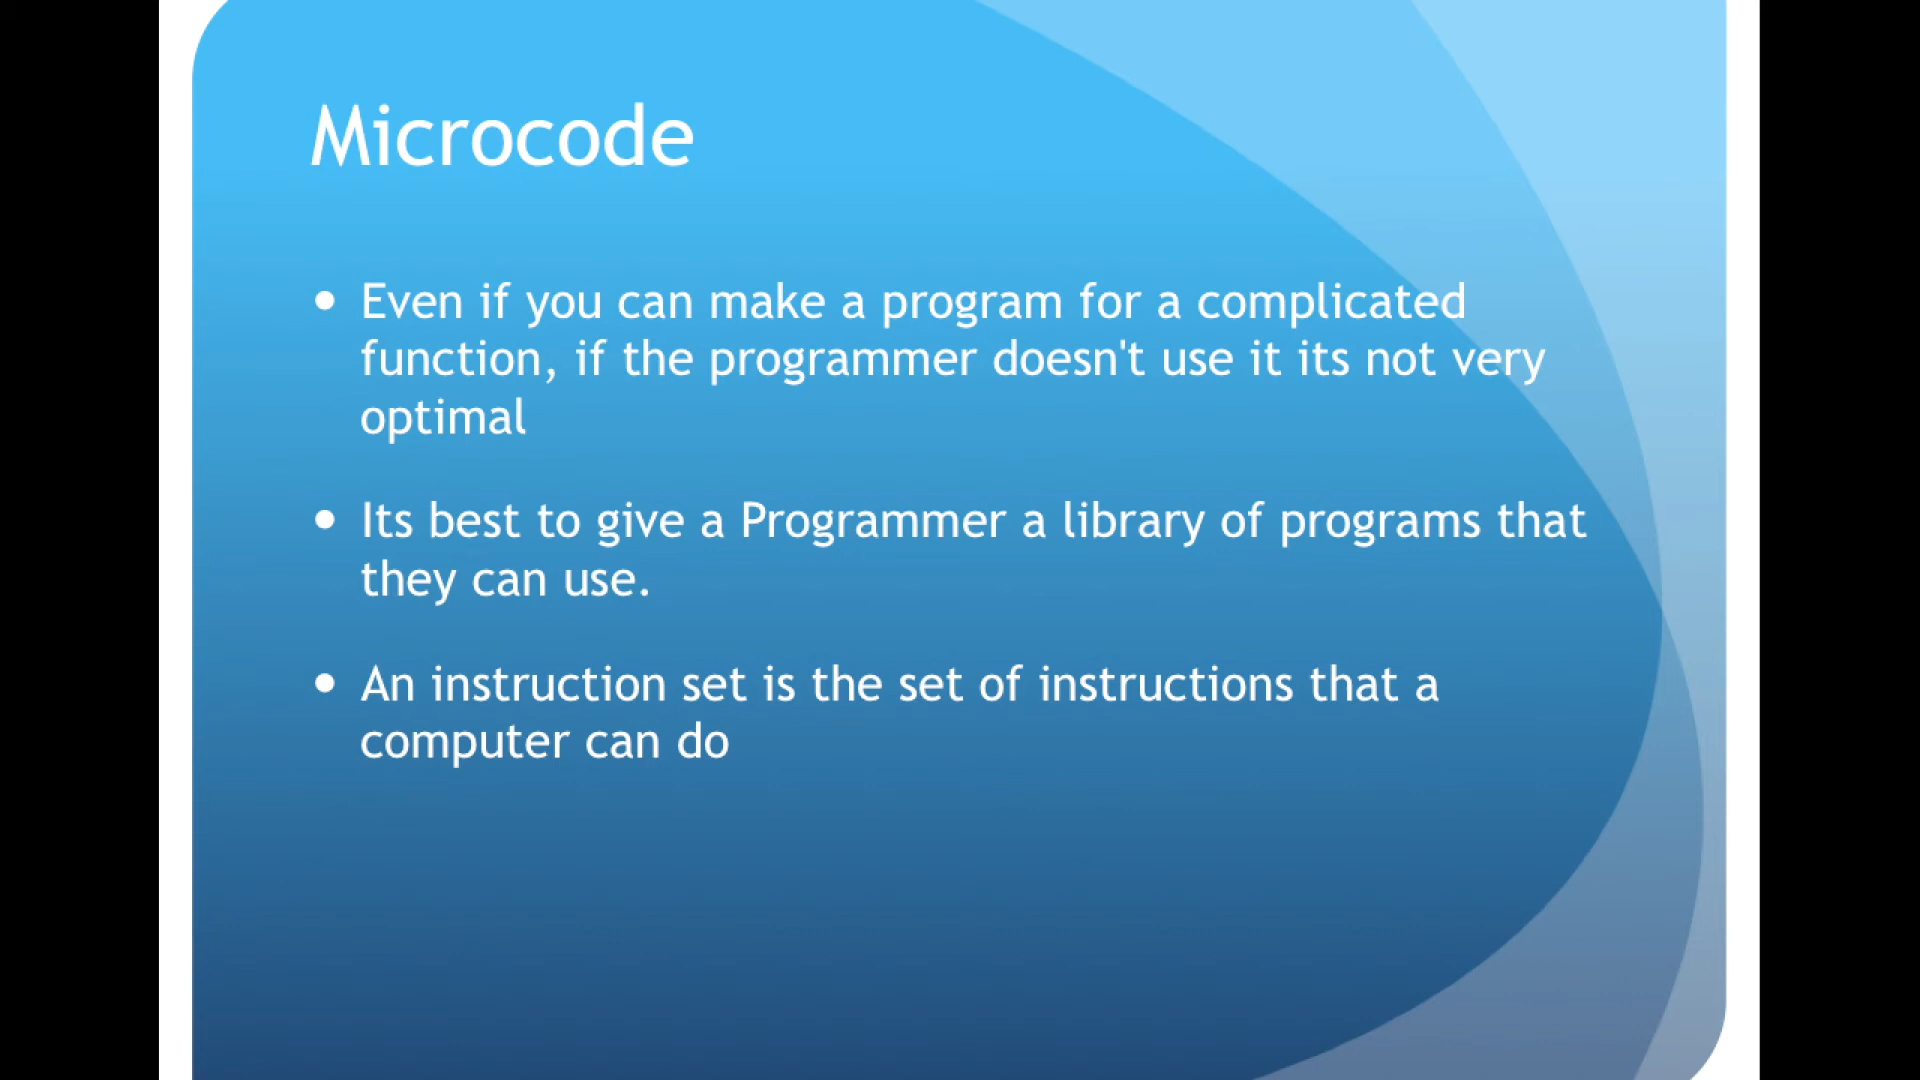 Microcode
• Even if you can make a program for a complicated
function, if the programmer doesn't use it its not very
optimal
• Its best to give a Programmer a library of programs that
they can use.
• An instruction set is the set of instructions that a
computer can do